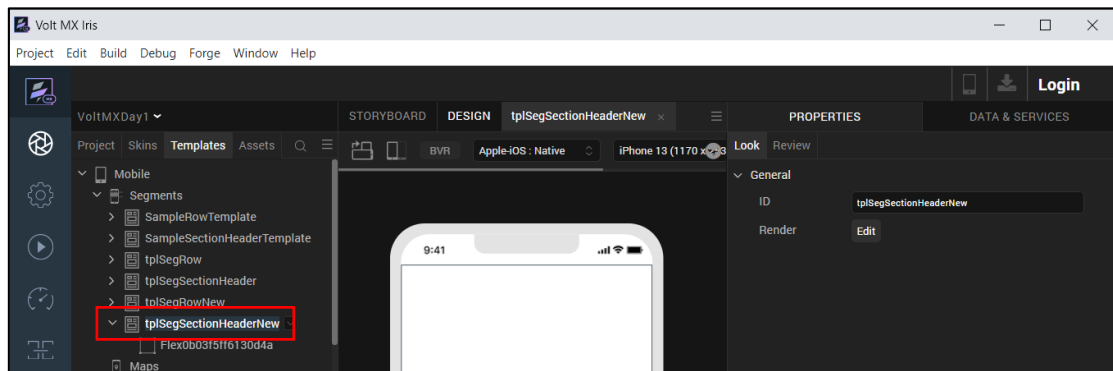 Volt MX Iris
Project Edit Build Debug Forge Window Help
Login
VoltMXDay1
STORYBOARD DESIGN tplSegSectionHeaderNew ×
PROPERTIES DATA & SERVICES
Project Skins Templates Assets
BVR Apple-iOS : Native iPhone 13 (1170 x
Look Review
Mobile
General
Segments
ID tplSegSectionHeaderNew
SampleRowTemplate
Render Edit
SampleSectionHeaderTemplate
9:41
tplSegRow
tplSegSectionHeader
tplSegRowNew
tplSegSectionHeaderNew
Flex0b03f5ff6130d4a
Maps